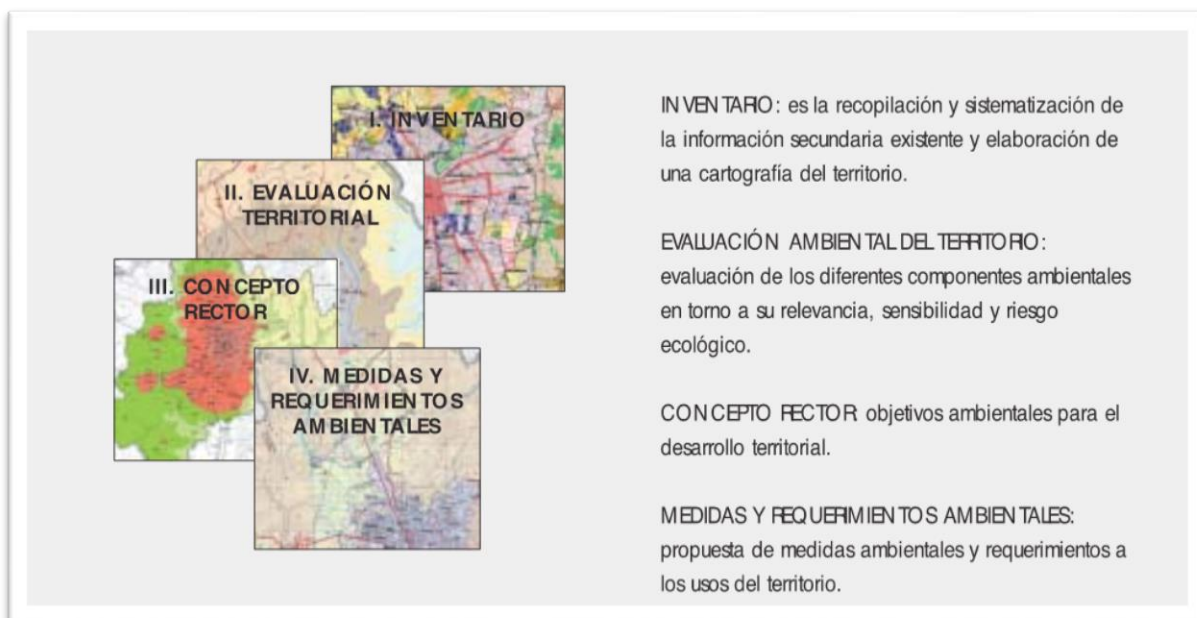 I. INVENTARIO
II. EVALUACIÓN
TERRITORIAL
III. CONCEPTO
RECTOR
IV. MEDIDAS Y
REQUERIMIENTOS
AMBIENTALES
INVENTARIO: es la recopilación y sistematización de
la información secundaria existente y elaboración de
una cartografía del territorio.
EVALUACIÓN AMBIENTAL DEL TERRITORIO:
evaluación de los diferentes componentes ambientales
en torno a su relevancia, sensibilidad y riesgo
ecológico.
CONCEPTO RECTOR: objetivos ambientales para el
desarrollo territorial.
MEDIDAS Y REQUERIMIENTOS AMBIENTALES:
propuesta de medidas ambientales y requerimientos a
los usos del territorio.